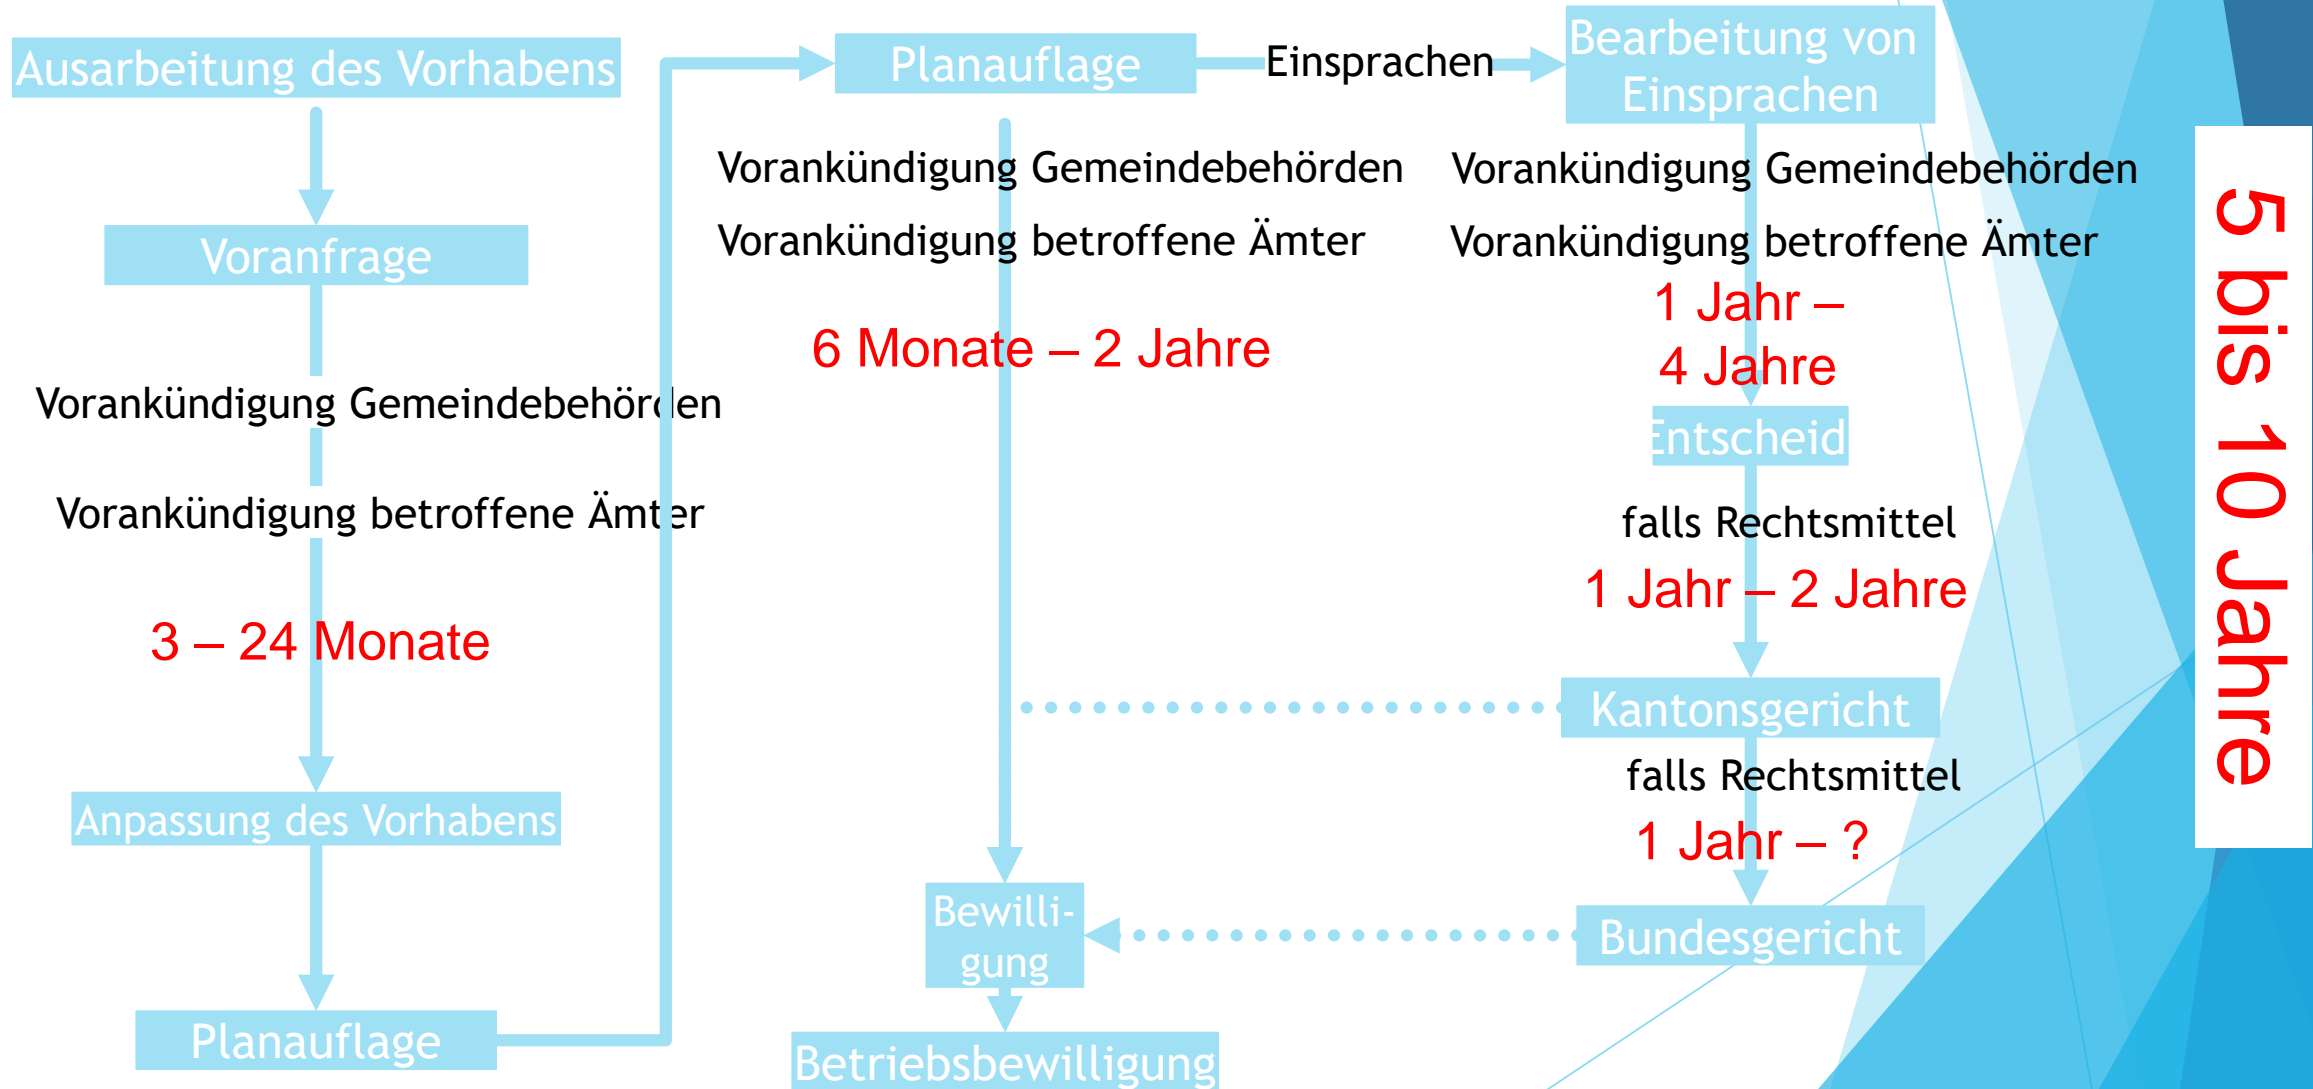 Ausarbeitung des Vorhabens
Voranfrage
Vorankündigung Gemeindebehörden
Vorankündigung betroffene Ämter
3 – 24 Monate
Anpassung des Vorhabens
Planauflage
Planauflage
Einsprachen
Vorankündigung Gemeindebehörden
Vorankündigung betroffene Ämter
6 Monate – 2 Jahre
Bewilli-
gung
Betriebsbewilligung
Bearbeitung von
Einsprachen
Vorankündigung Gemeindebehörden
Vorankündigung betroffene Ämter
1 Jahr –
4 Jahre
Entscheid
falls Rechtsmittel
1 Jahr – 2 Jahre
Kantonsgericht
falls Rechtsmittel
1 Jahr – ?
Bundesgericht
5 bis 10 Jahre